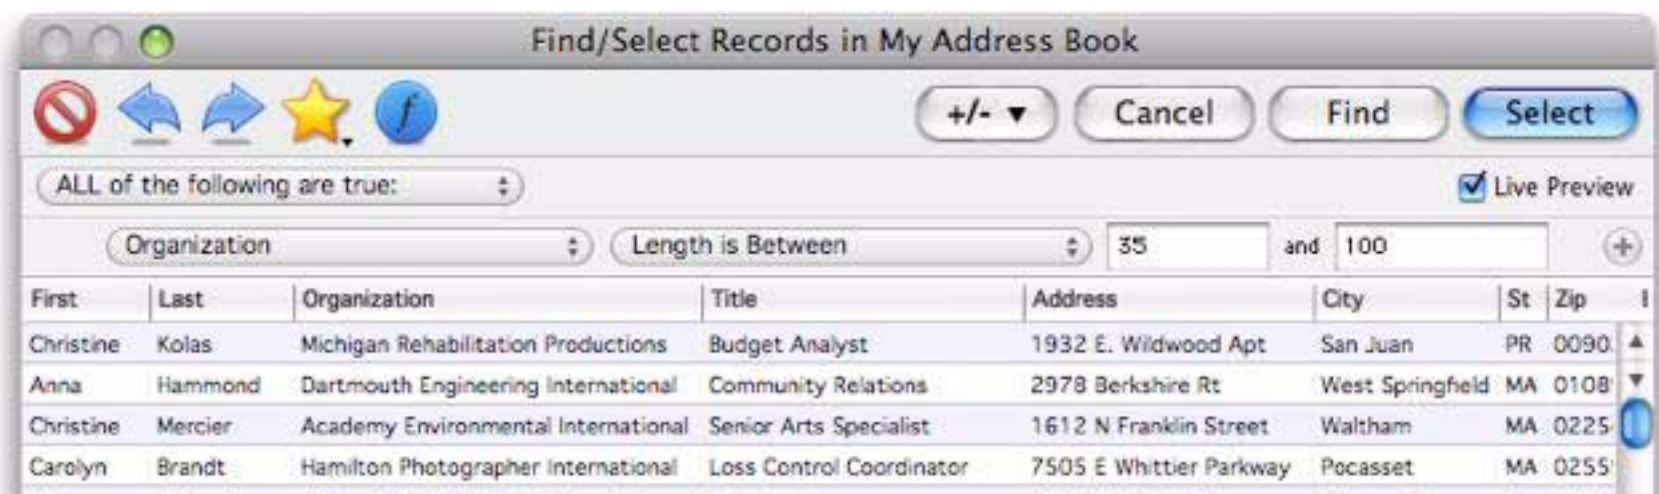 Find/Select Records in My Address Book
f +/- ▼ Cancel Find Select
ALL of the following are true: Live Preview
Organization Length is Between 35 and 100 +
First Last Organization Title Address City St Zip
Christine Kolas Michigan Rehabilitation Productions Budget Analyst 1932 E. Wildwood Apt San Juan PR 0090
Anna Hammond Dartmouth Engineering International Community Relations 2978 Berkshire Rt West Springfield MA 0108
Christine Mercier Academy Environmental International Senior Arts Specialist 1612 N Franklin Street Waltham MA 0225
Carolyn Brandt Hamilton Photographer International Loss Control Coordinator 7505 E Whittier Parkway Pocasset MA 0255